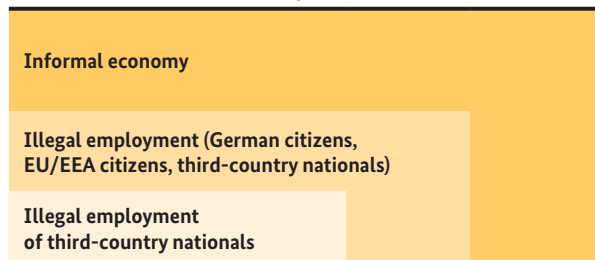 Informal economy
Illegal employment (German citizens,
EU/EEA citizens, third-country nationals)
Illegal employment
of third-country nationals